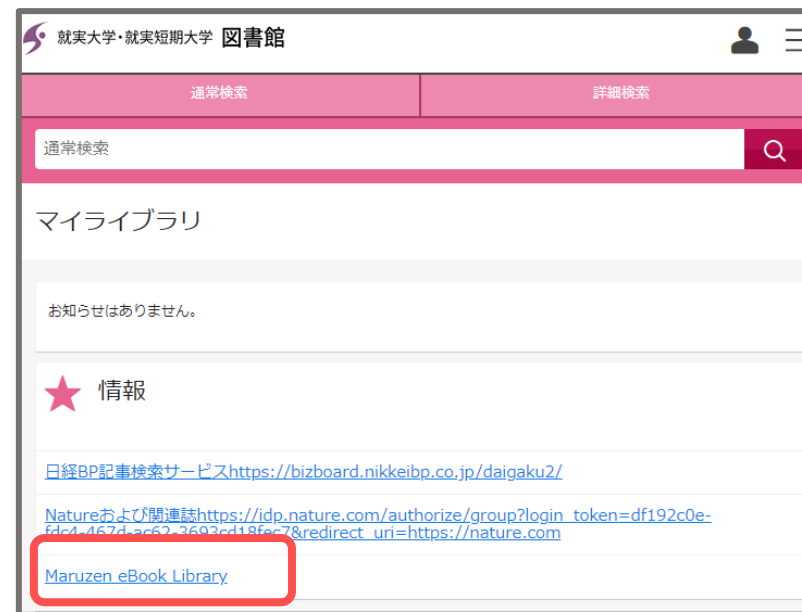 就実大学・就実短期大学 図書館
通常検索 詳細検索
通常検索
マイライブラリ
お知らせはありません。
情報
日経BP記事検索サービスhttps://bizboard.nikkeibp.co.jp/daigaku2/
Natureおよび関連誌https://idp.nature.com/authorize/group?login_token=df192c0e-
fdc4-467d-ac62-3693cd18fec7&redirect_uri=https://nature.com
Maruzen eBook Library